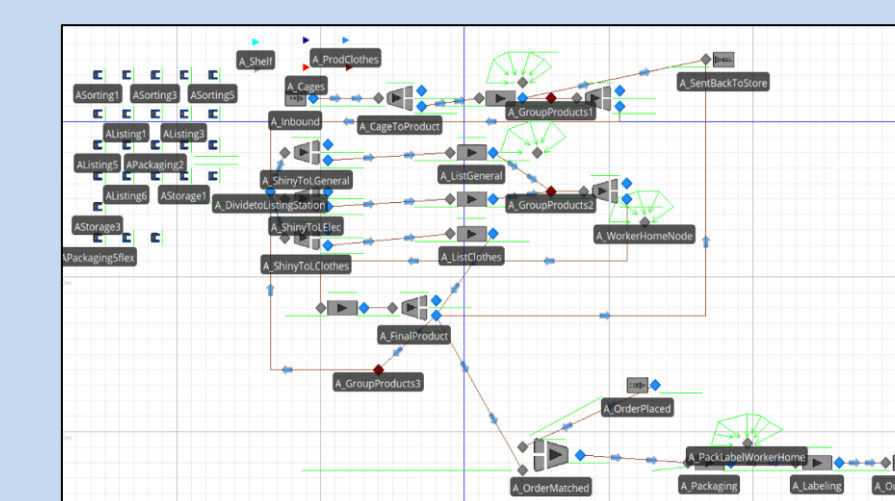 A_Shelf
A_ProdClothes
A_SentBackToStore
ASorting1
ASorting3
ASorting5
A_Cages
A_Inbound
A_CageToProduct
A_GroupProducts1
AListing1
AListing3
AListing5
APackaging2
A_ShinyToLGeneral
A_ListGeneral
AListing6
AStorage1
A_DividetoListingStation
A_GroupProducts2
AStorage3
A_ShinyToLElec
A_WorkerHomeNode
APackaging5flex
A_ShinyToLClothes
A_ListClothes
A_FinalProduct
A_GroupProducts3
A_OrderPlaced
A_PackLabelWorkerHome
A_OrderMatched
A_Packaging
A_Labeling